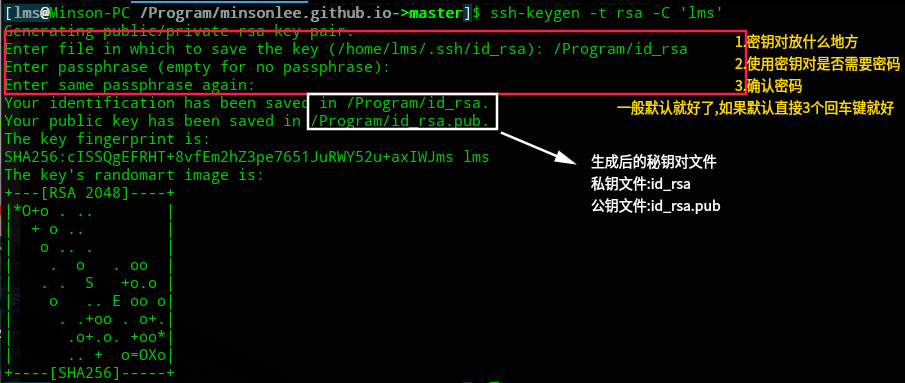 [lms@Minson-PC /Program/minsonlee.github.io->master]$ ssh-keygen -t rsa -C 'lms'
Generating public/private rsa key pair.
Enter file in which to save the key (/home/lms/.ssh/id_rsa): /Program/id_rsa
Enter passphrase (empty for no passphrase):
Enter same passphrase again:
1.密钥对放什么地方
2.使用密钥对是否需要密码
3.确认密码
一般默认就好了,如果默认直接3个回车键就好
Your identification has been saved in /Program/id_rsa.
Your public key has been saved in /Program/id_rsa.pub.
The key fingerprint is:
SHA256:cISSQgEFRHT+8vfEm2hZ3pe7651JuRWY52u+axIWJms lms
The key's randomart image is:
生成后的秘钥对文件
私钥文件:id_rsa
公钥文件:id_rsa.pub
+---[RSA 2048]----+
|*O+o . ..        |
|  + o ..         |
|   o .. .        |
|    .  o   . oo  |
|   . .  S   +o.o |
|    o   .. E oo o|
|     . .+oo . o+.|
|      .o+.o. +oo*|
|      .. +  o=OXo|
+----[SHA256]-----+